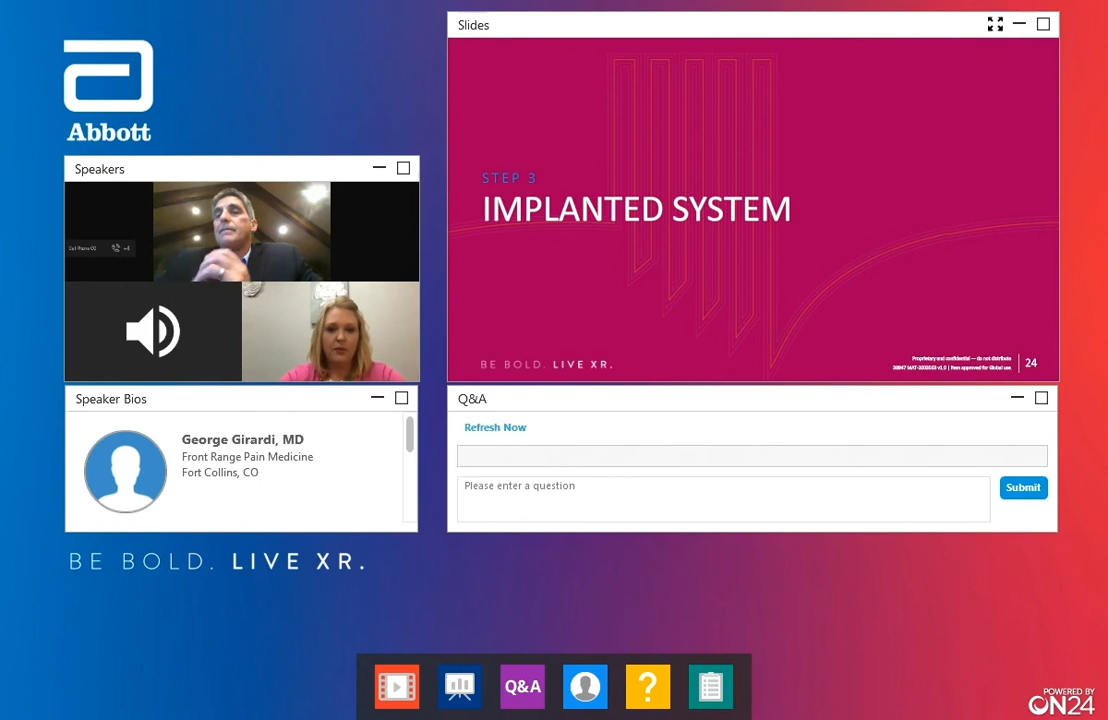 Abbott
Speakers
Speaker Bios
George Girardi, MD
Front Range Pain Medicine
Fort Collins, CO
BE BOLD. LIVE XR.
Slides
STEP 3
IMPLANTED SYSTEM
BE BOLD. LIVE XR.
Proprietary and confidential — do not distribute
24
Q&A
Refresh Now
Please enter a question
Submit
Q&A
?
POWERED BY
ON24